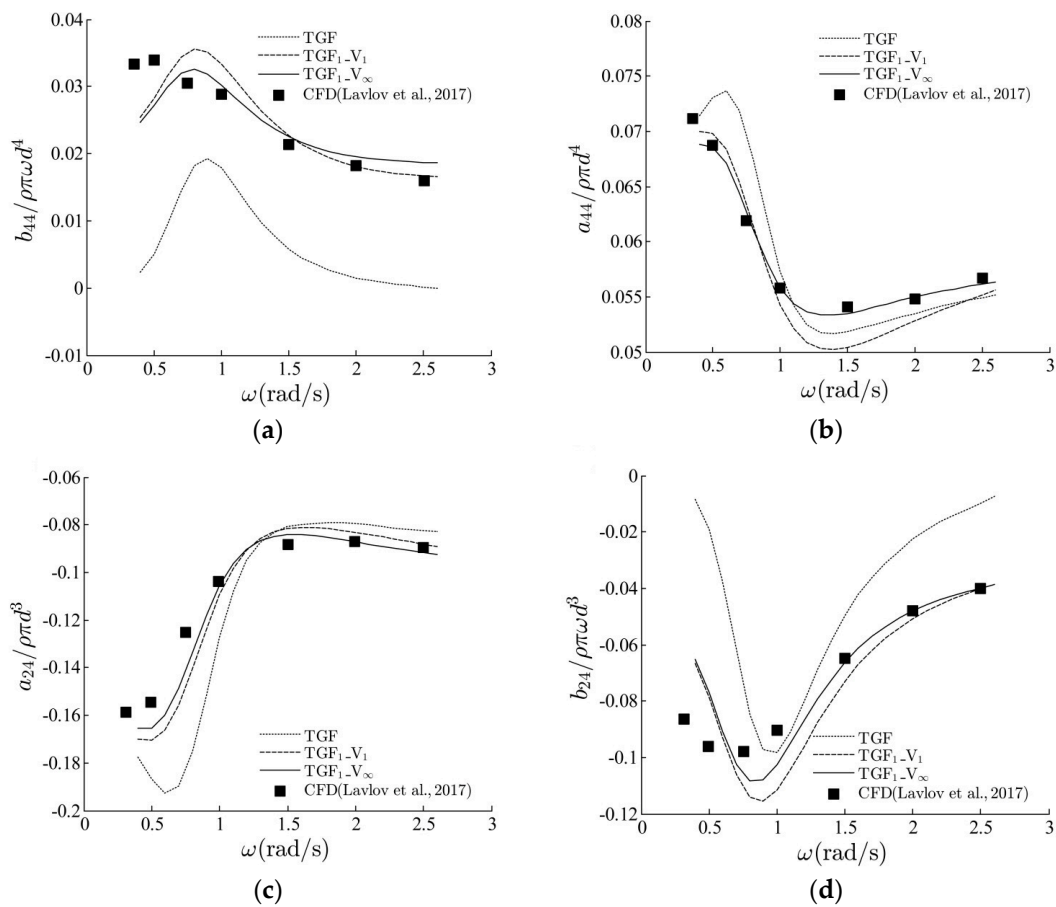 0.04
0.03
0.02
0.01
0
-0.01
b44/ρπωd⁴
TGF
TGF₁_V₁
TGF₁_V∞
CFD(Lavlov et al., 2017)
0 0.5 1 1.5 2 2.5 3
ω(rad/s)
(a)
0.08
0.075
0.07
0.065
0.06
0.055
0.05
a44/ρπd⁴
TGF
TGF₁_V₁
TGF₁_V∞
CFD(Lavlov et al., 2017)
0 0.5 1 1.5 2 2.5 3
ω(rad/s)
(b)
-0.06
-0.08
-0.1
-0.12
-0.14
-0.16
-0.18
-0.2
a24/ρπd³
TGF
TGF₁_V₁
TGF₁_V∞
CFD(Lavlov et al., 2017)
0 0.5 1 1.5 2 2.5 3
ω(rad/s)
(c)
0
-0.02
-0.04
-0.06
-0.08
-0.1
-0.12
b24/ρπωd³
TGF
TGF₁_V₁
TGF₁_V∞
CFD(Lavlov et al., 2017)
0 0.5 1 1.5 2 2.5 3
ω(rad/s)
(d)